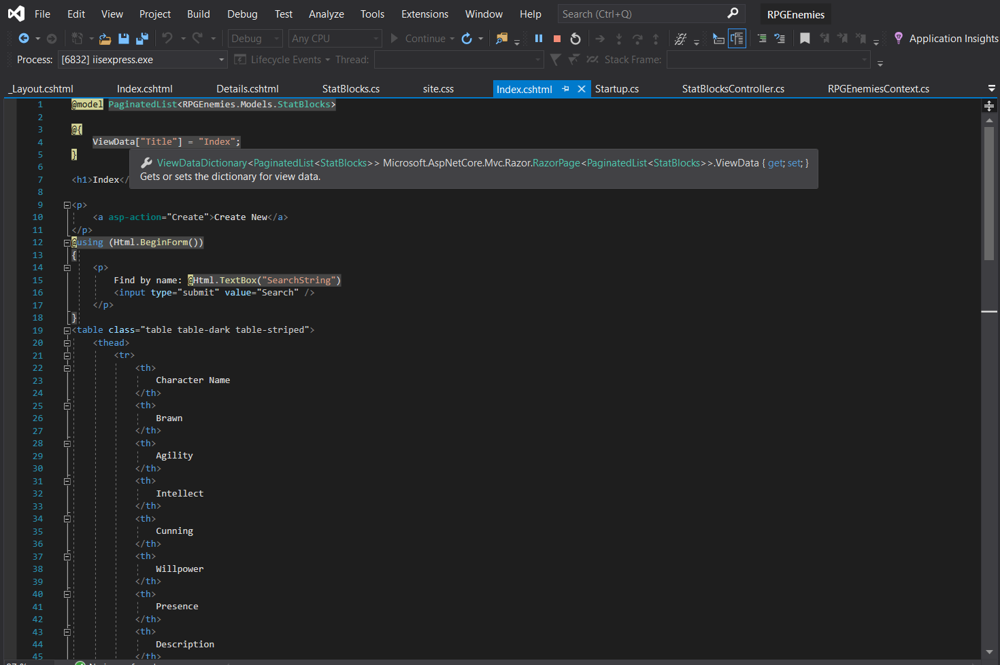 File Edit View Project Build Debug Test Analyze Tools Extensions Window Help Search (Ctrl+Q) RPGEnemies
Debug Any CPU Continue Application Insights
Process: [6832] iisexpress.exe Lifecycle Events Thread: Stack Frame:
_Layout.cshtml Index.cshtml Details.cshtml StatBlocks.cs site.css Index.cshtml Startup.cs StatBlocksController.cs RPGEnemiesContext.cs
1 @model PaginatedList<RPGEnemies.Models.StatBlocks>
2
3 @{
4 ViewData["Title"] = "Index";
5 }
ViewDataDictionary<PaginatedList<StatBlocks>> Microsoft.AspNetCore.Mvc.Razor.RazorPage<PaginatedList<StatBlocks>>.ViewData { get; set; }
Gets or sets the dictionary for view data.
6
7 <h1>Index</
8
9 <p>
10 <a asp-action="Create">Create New</a>
11 </p>
12 @using (Html.BeginForm())
13 {
14 <p>
15 Find by name: @Html.TextBox("SearchString")
16 <input type="submit" value="Search" />
17 </p>
18 }
19 <table class="table table-dark table-striped">
20 <thead>
21 <tr>
22 <th>
23 Character Name
24 </th>
25 <th>
26 Brawn
27 </th>
28 <th>
29 Agility
30 </th>
31 <th>
32 Intellect
33 </th>
34 <th>
35 Cunning
36 </th>
37 <th>
38 Willpower
39 </th>
40 <th>
41 Presence
42 </th>
43 <th>
44 Description
45 </th>